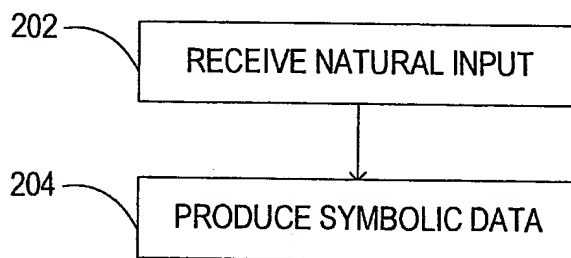 202
RECEIVE NATURAL INPUT
204
PRODUCE SYMBOLIC DATA